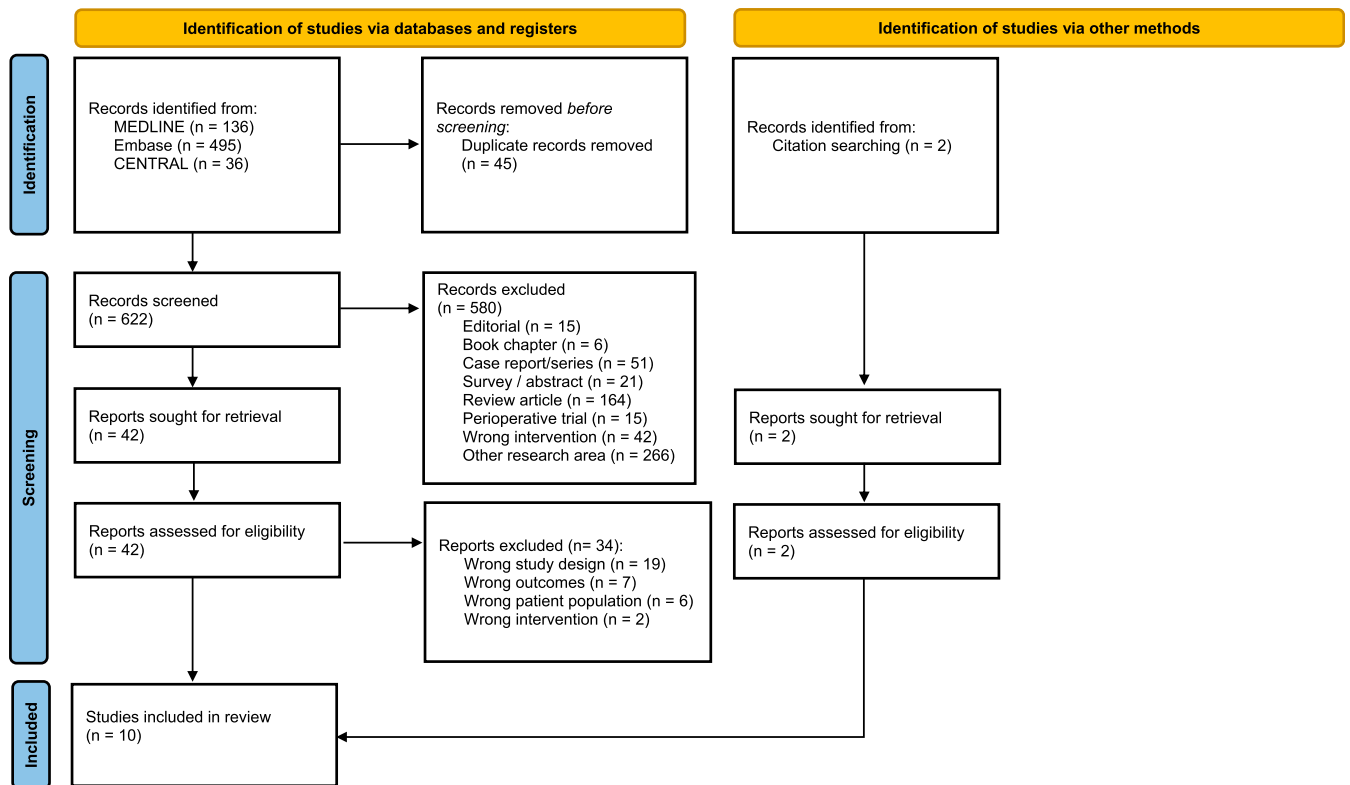 Identification of studies via databases and registers
Identification of studies via other methods
Identification
Records identified from:
MEDLINE (n = 136)
Embase (n = 495)
CENTRAL (n = 36)
Records removed before
screening:
Duplicate records removed
(n = 45)
Records identified from:
Citation searching (n = 2)
Screening
Records screened
(n = 622)
Records excluded
(n = 580)
Editorial (n = 15)
Book chapter (n = 6)
Case report/series (n = 51)
Survey / abstract (n = 21)
Review article (n = 164)
Perioperative trial (n = 15)
Wrong intervention (n = 42)
Other research area (n = 266)
Reports sought for retrieval
(n = 42)
Reports sought for retrieval
(n = 2)
Reports assessed for eligibility
(n = 42)
Reports excluded (n= 34):
Wrong study design (n = 19)
Wrong outcomes (n = 7)
Wrong patient population (n = 6)
Wrong intervention (n = 2)
Reports assessed for eligibility
(n = 2)
Included
Studies included in review
(n = 10)